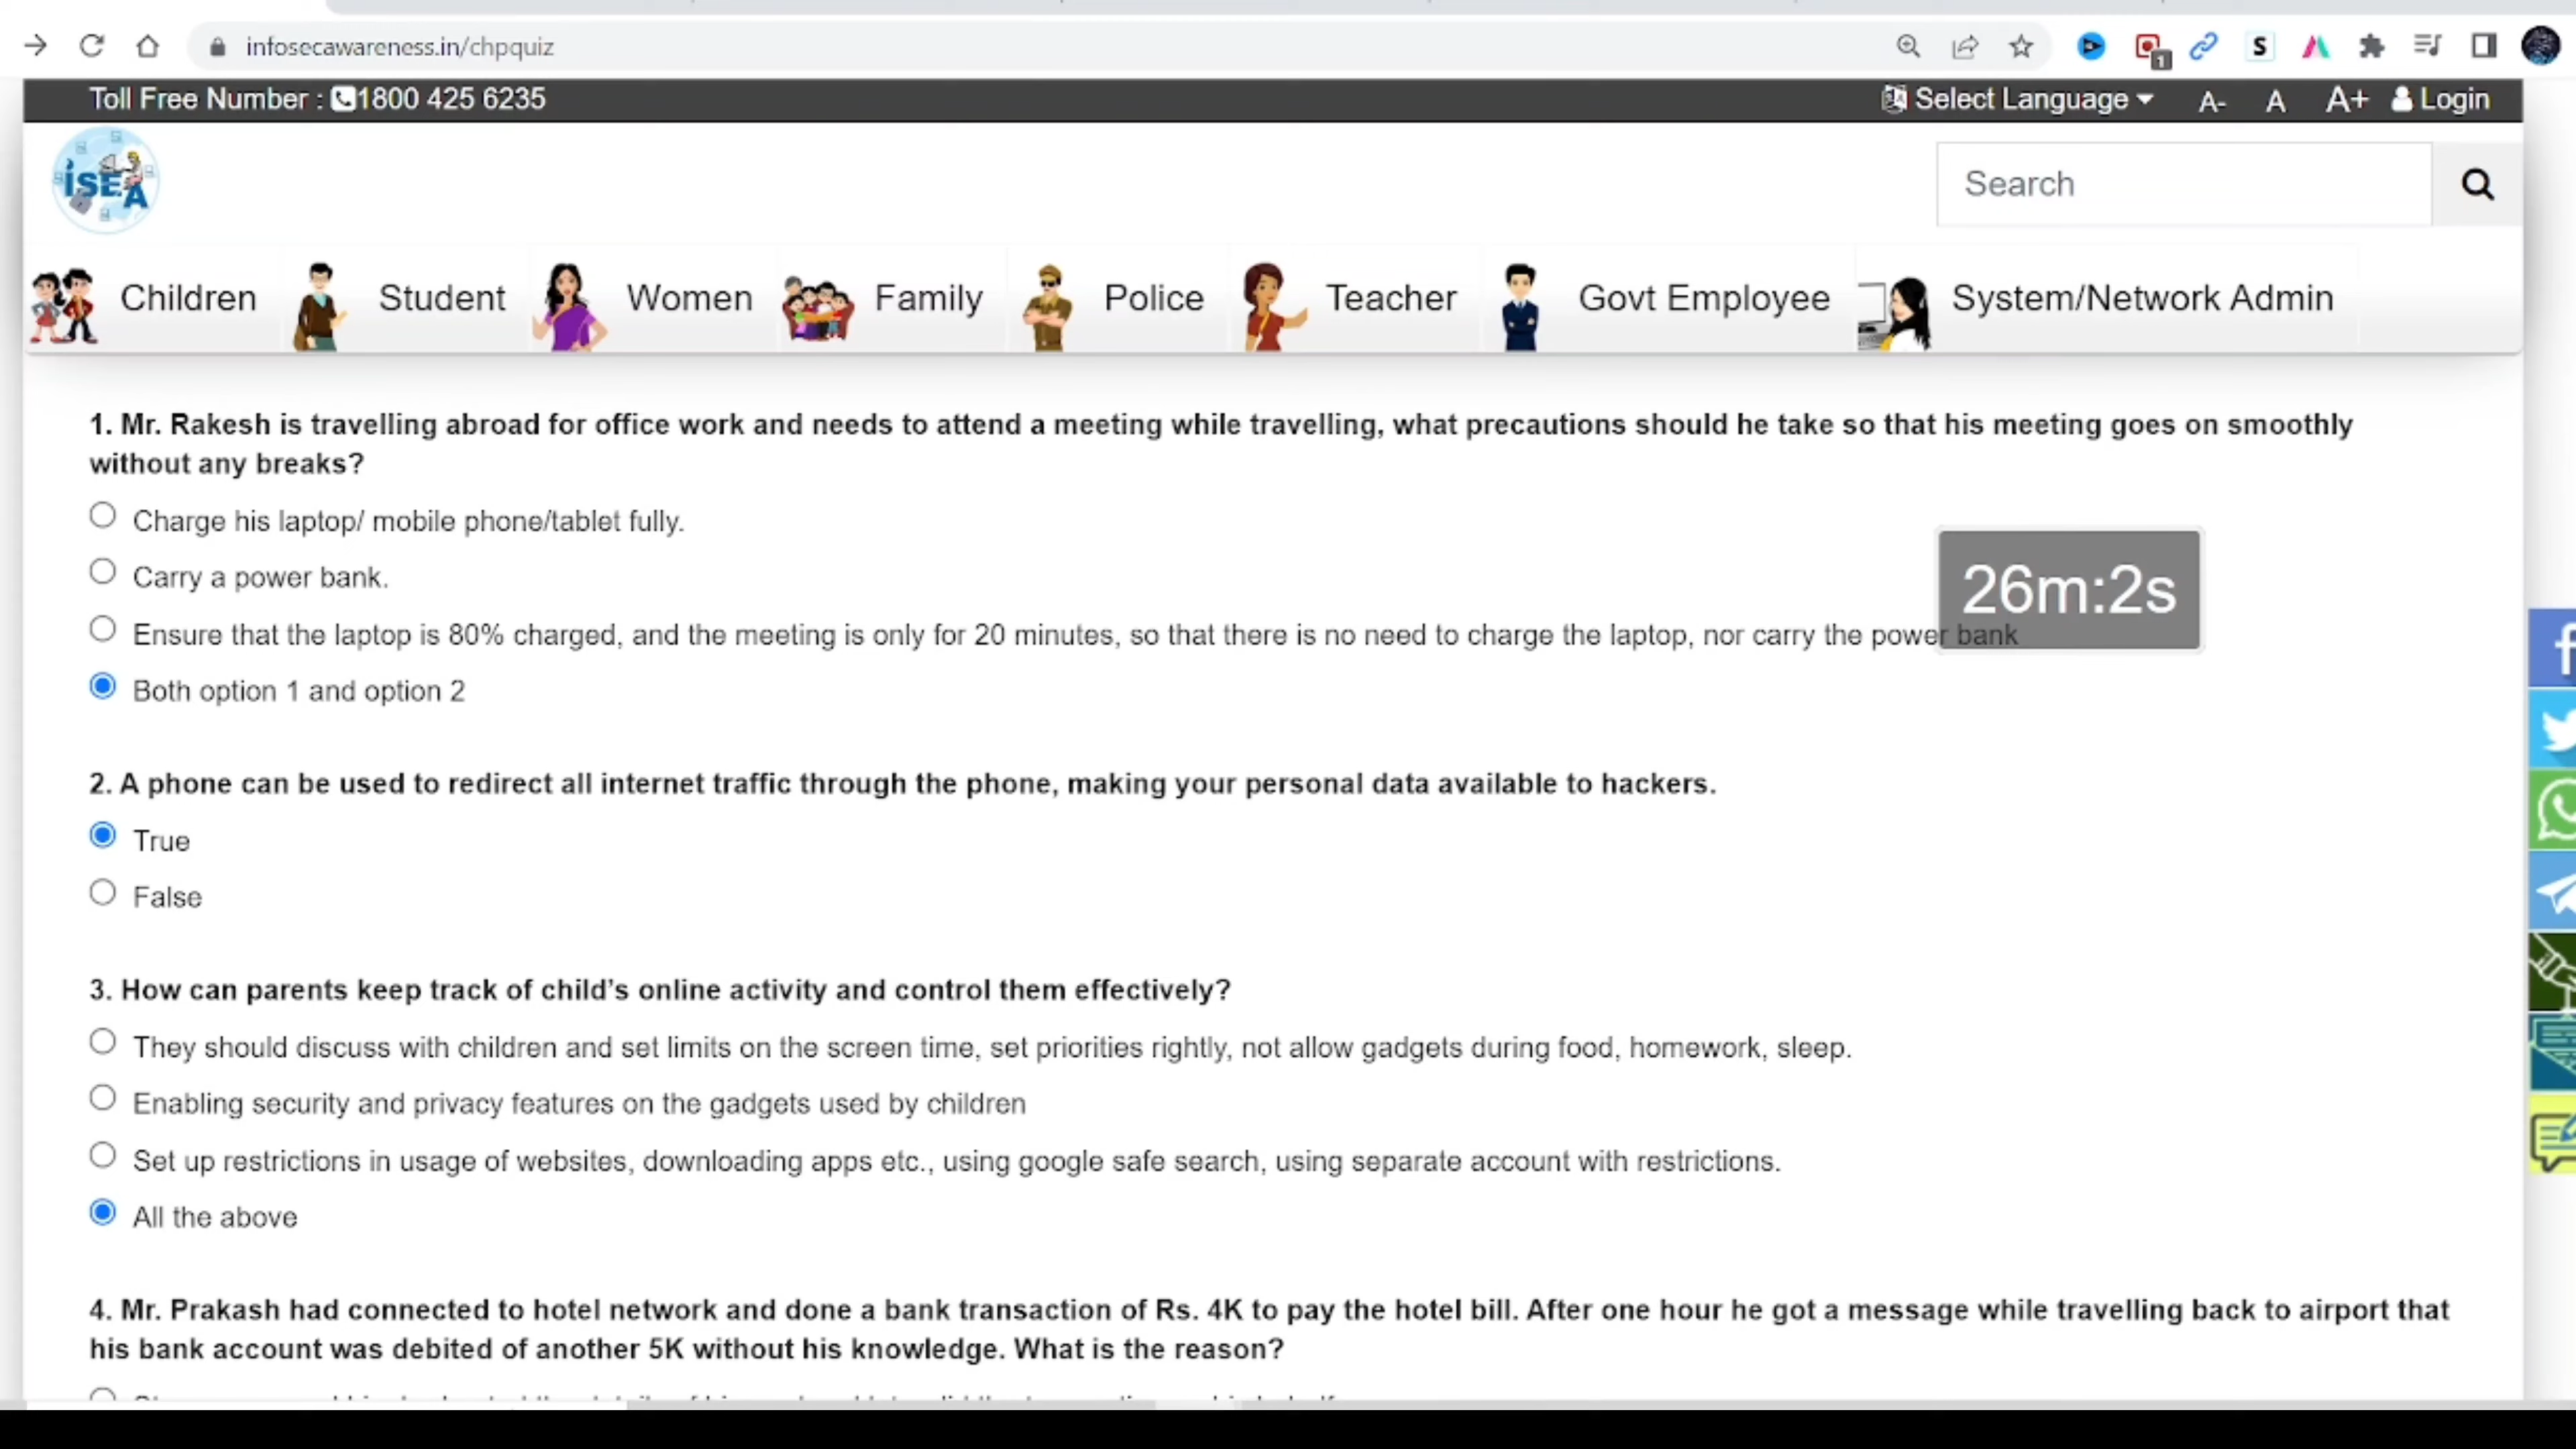 infosecawareness.in/chpquiz
S
1
Toll Free Number : 1800 425 6235
Select Language
A-
A
A+
Login
ISEA
Search
Children
Student
Women
Family
Police
Teacher
Govt Employee
System/Network Admin
1. Mr. Rakesh is travelling abroad for office work and needs to attend a meeting while travelling, what precautions should he take so that his meeting goes on smoothly
without any breaks?
Charge his laptop/ mobile phone/tablet fully.
Carry a power bank.
26m:2s
Ensure that the laptop is 80% charged, and the meeting is only for 20 minutes, so that there is no need to charge the laptop, nor carry the power bank
Both option 1 and option 2
2. A phone can be used to redirect all internet traffic through the phone, making your personal data available to hackers.
True
False
3. How can parents keep track of child’s online activity and control them effectively?
They should discuss with children and set limits on the screen time, set priorities rightly, not allow gadgets during food, homework, sleep.
Enabling security and privacy features on the gadgets used by children
Set up restrictions in usage of websites, downloading apps etc., using google safe search, using separate account with restrictions.
All the above
4. Mr. Prakash had connected to hotel network and done a bank transaction of Rs. 4K to pay the hotel bill. After one hour he got a message while travelling back to airport that
his bank account was debited of another 5K without his knowledge. What is the reason?